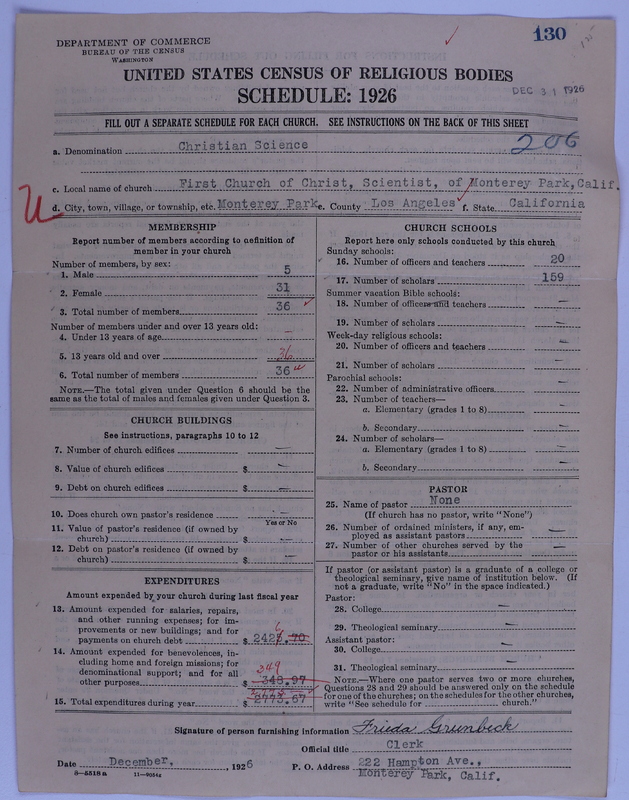 130
DEPARTMENT OF COMMERCE
BUREAU OF THE CENSUS
WASHINGTON
UNITED STATES CENSUS OF RELIGIOUS BODIES
SCHEDULE: 1926
DEC 31 1926
FILL OUT A SEPARATE SCHEDULE FOR EACH CHURCH. SEE INSTRUCTIONS ON THE BACK OF THIS SHEET
a. Denomination Christian Science 206
c. Local name of church First Church of Christ, Scientist, of Monterey Park, Calif.
d. City, town, village, or township, etc. Monterey Park e. County Los Angeles f. State California
MEMBERSHIP
Report number of members according to definition of
member in your church
Number of members, by sex:
1. Male 5
2. Female 31
3. Total number of members 36
Number of members under and over 13 years old:
4. Under 13 years of age —
5. 13 years old and over 36
6. Total number of members 36
NOTE.—The total given under Question 6 should be the
same as the total of males and females given under Question 3.
CHURCH BUILDINGS
See instructions, paragraphs 10 to 12
7. Number of church edifices —
8. Value of church edifices $ —
9. Debt on church edifices $ —
10. Does church own pastor's residence -
Yes or No
11. Value of pastor's residence (if owned by
church) $ —
12. Debt on pastor's residence (if owned by
church) $ —
EXPENDITURES
Amount expended by your church during last fiscal year
13. Amount expended for salaries, repairs,
and other running expenses; for im-
provements or new buildings; and for
payments on church debt $ 2425.70
14. Amount expended for benevolences, in-
cluding home and foreign missions; for
denominational support; and for all
349
other purposes $ 348.97
15. Total expenditures during year $ 2773.67
CHURCH SCHOOLS
Report here only schools conducted by this church
Sunday schools:
16. Number of officers and teachers 20
17. Number of scholars 159
Summer vacation Bible schools:
18. Number of officers and teachers —
19. Number of scholars —
Week-day religious schools:
20. Number of officers and teachers —
21. Number of scholars —
Parochial schools:
22. Number of administrative officers —
23. Number of teachers—
a. Elementary (grades 1 to 8) —
b. Secondary —
24. Number of scholars—
a. Elementary (grades 1 to 8) —
b. Secondary —
PASTOR
25. Name of pastor None
(If church has no pastor, write "None")
26. Number of ordained ministers, if any, em-
ployed as assistant pastors —
27. Number of other churches served by the
pastor or his assistants —
If pastor (or assistant pastor) is a graduate of a college or
theological seminary, give name of institution below. (If
not a graduate, write "No" in the space indicated.)
Pastor:
28. College —
29. Theological seminary —
Assistant pastor:
30. College —
31. Theological seminary —
NOTE.—Where one pastor serves two or more churches,
Questions 28 and 29 should be answered only on the schedule
for one of the churches; on the schedules for the other churches,
write "See schedule for church."
Signature of person furnishing information Frieda Grunbeck
Official title Clerk
Date December, 1926 P. O. Address 222 Hampton Ave.,
Monterey Park, Calif.
8—5518a 11—9054a